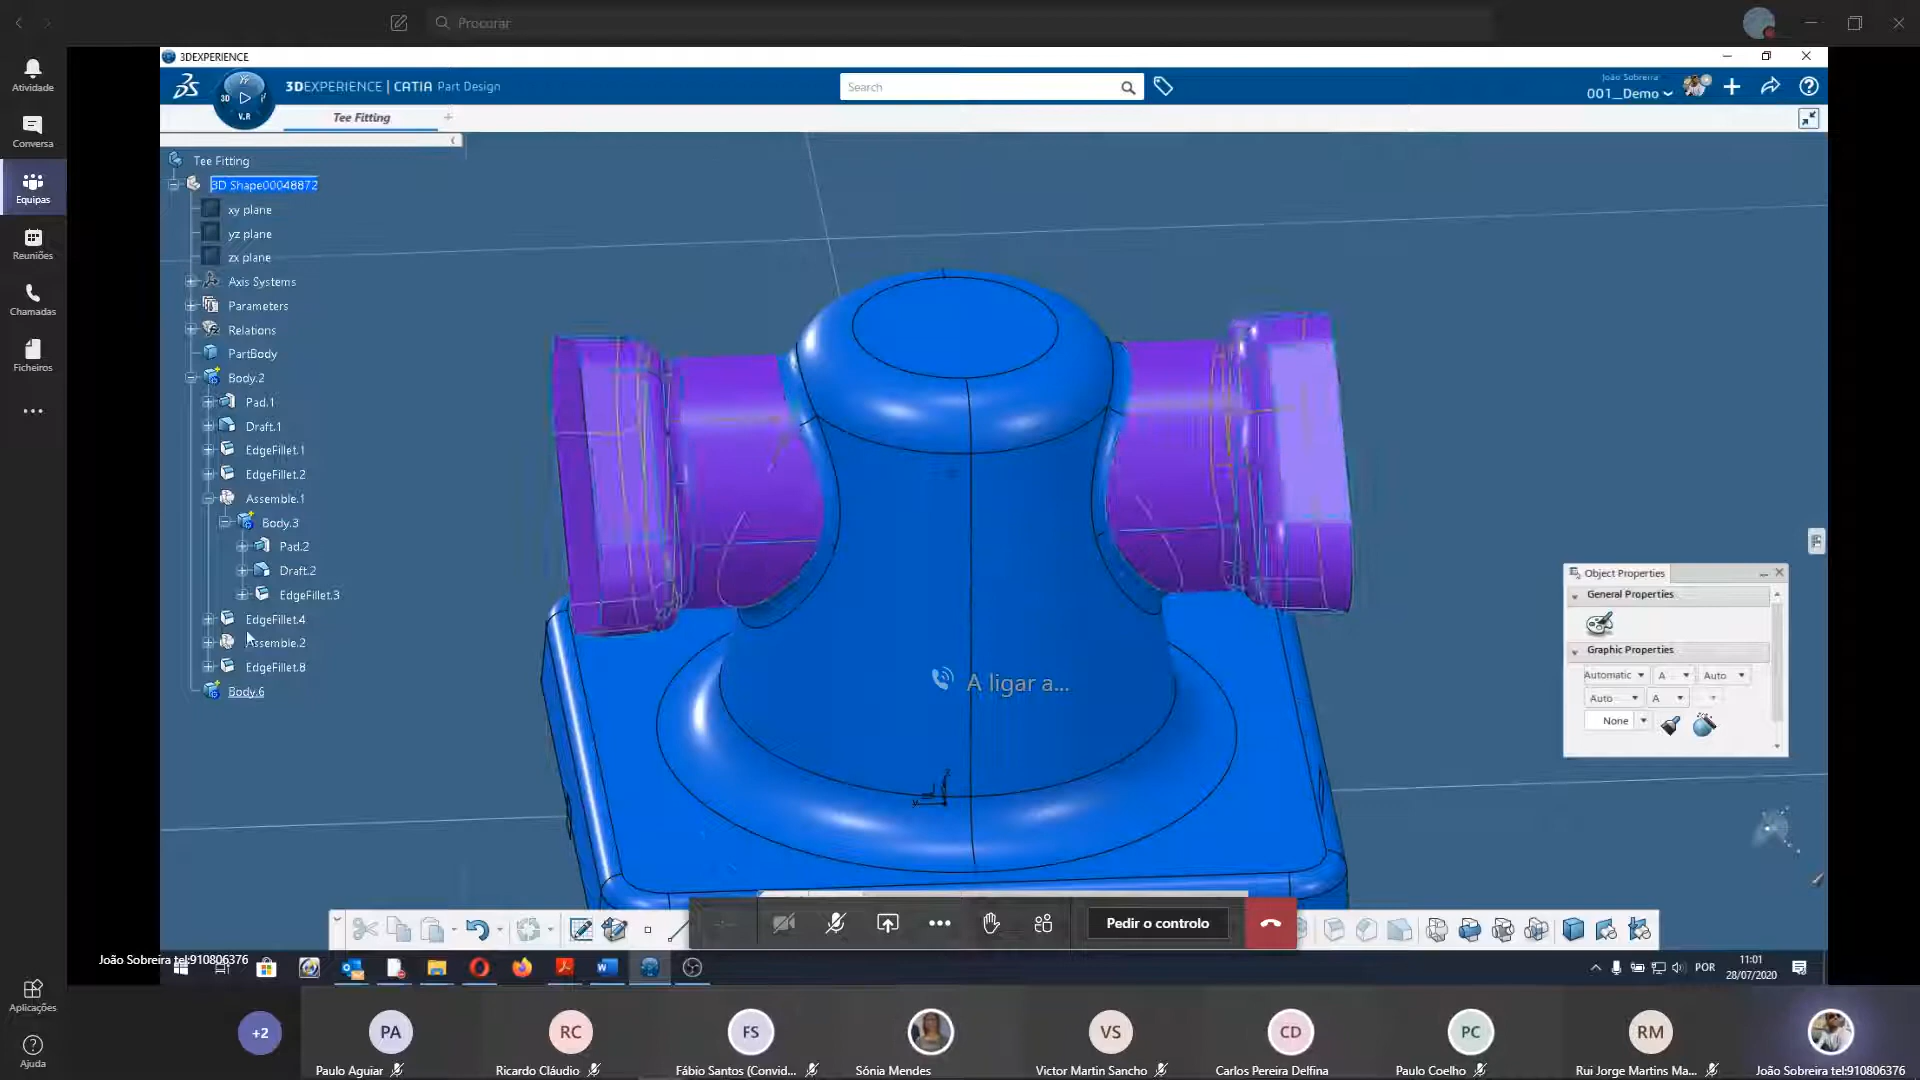 Procurar
3DEXPERIENCE
3DEXPERIENCE | CATIA Part Design
Search
João Sobreira
001__Demo
3D
V.R
Tee Fitting
Atividade
Conversa
Equipas
Reuniões
Chamadas
Ficheiros
Tee Fitting
3D Shape00048872
xy plane
yz plane
zx plane
Axis Systems
Parameters
Relations
PartBody
Body.2
Pad.1
Draft.1
EdgeFillet.1
EdgeFillet.2
Assemble.1
Body.3
Pad.2
Draft.2
EdgeFillet.3
EdgeFillet.4
Assemble.2
EdgeFillet.8
Body.6
A ligar a...
Object Properties
General Properties
Graphic Properties
Automatic A Auto
Auto A
None
Pedir o controlo
João Sobreira tel:910806376
POR
11:01
28/07/2020
Aplicações
Ajuda
+2
PA
RC
FS
VS
CD
PC
RM
Paulo Aguiar
Ricardo Cláudio
Fábio Santos (Convid...
Sónia Mendes
Victor Martin Sancho
Carlos Pereira Delfina
Paulo Coelho
Rui Jorge Martins Ma...
João Sobreira tel:910806376